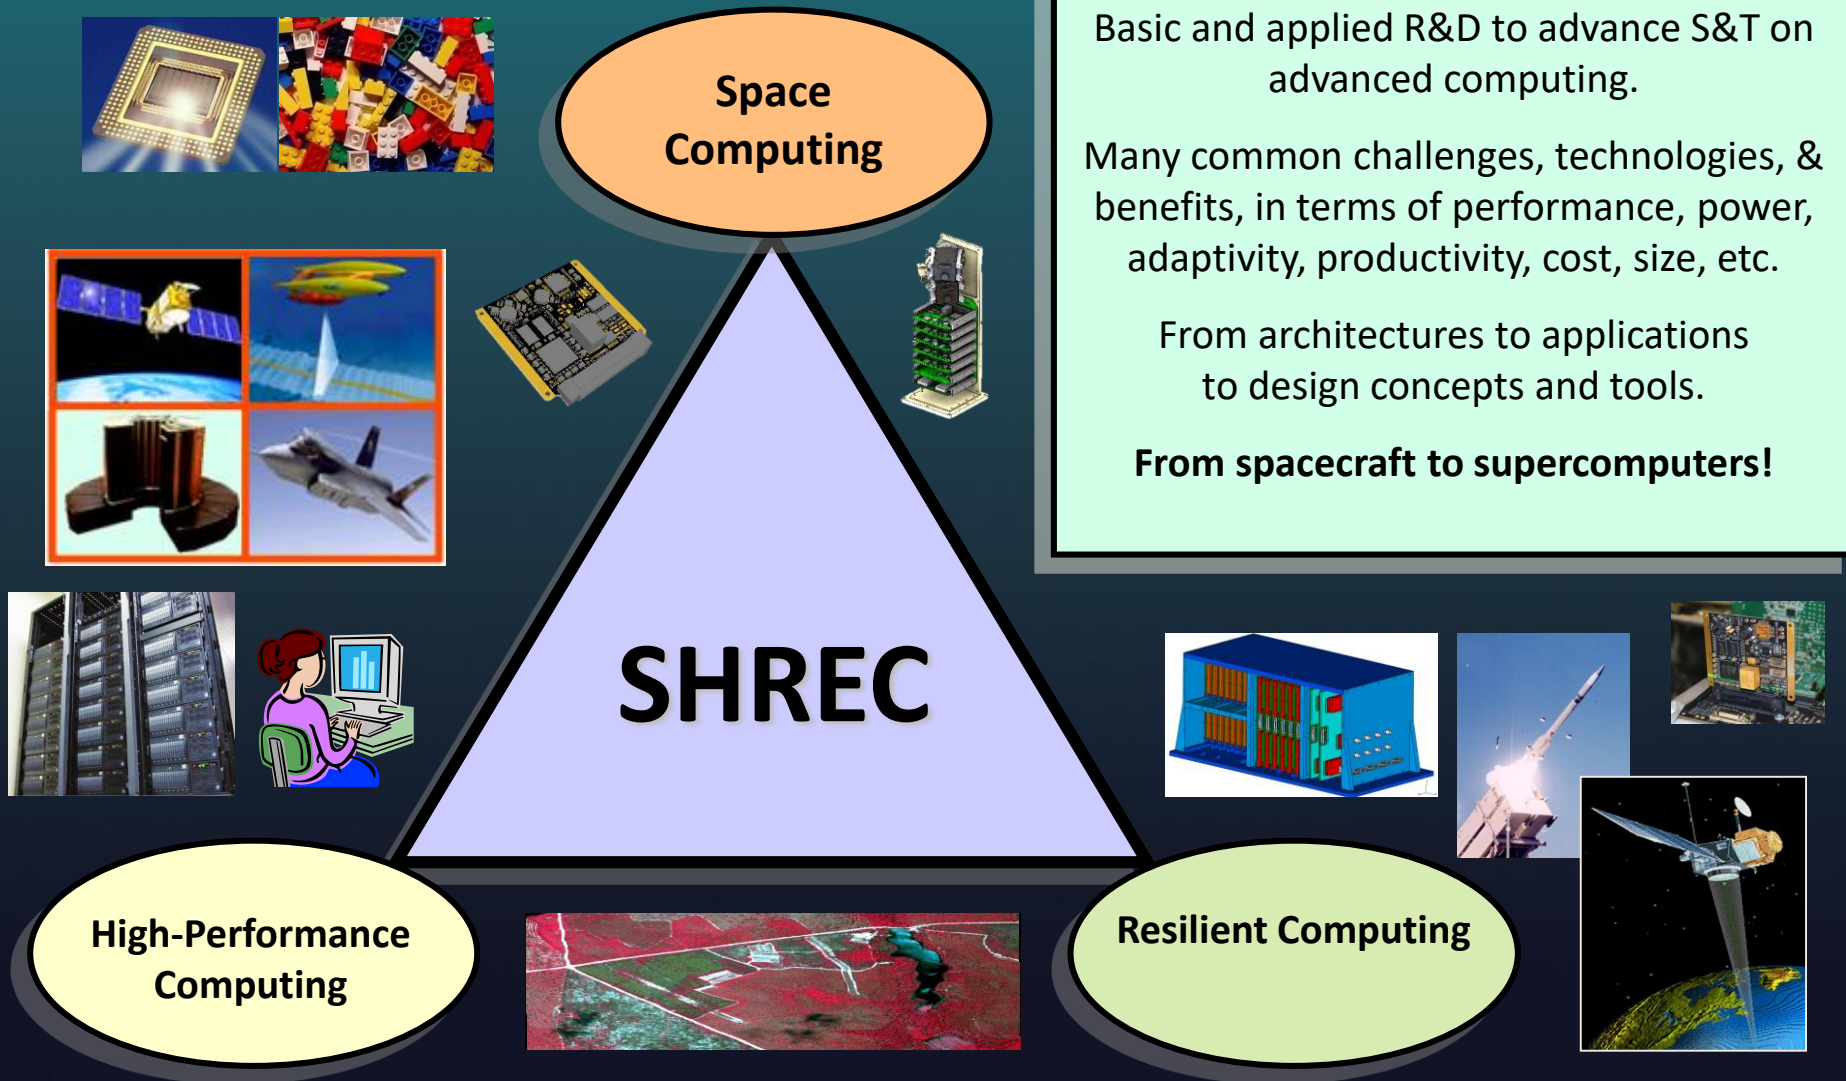 Space
Computing
Basic and applied R&D to advance S&T on
advanced computing.
Many common challenges, technologies, &
benefits, in terms of performance, power,
adaptivity, productivity, cost, size, etc.
From architectures to applications
to design concepts and tools.
From spacecraft to supercomputers!
SHREC
High-Performance
Computing
Resilient Computing